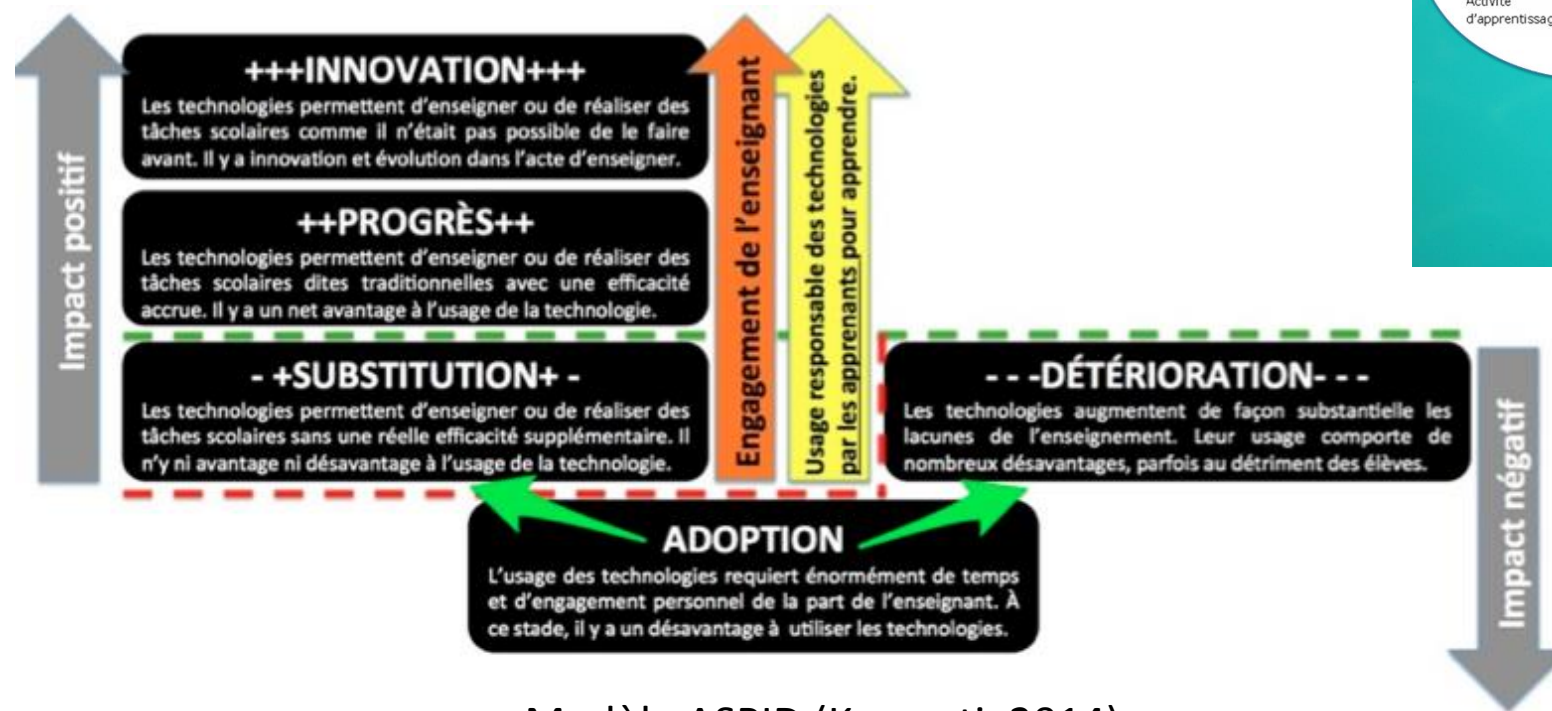 Activité
+++INNOVATION+++
Les technologies permettent d'enseigner ou de réaliser des
tâches scolaires comme il n'était pas possible de le faire
avant. Il y a innovation et évolution dans l'acte d'enseigner.
++PROGRÈS++
Les technologies permettent d'enseigner ou de réaliser des
tâches scolaires dites traditionnelles avec une efficacité
accrue. Il y a un net avantage à l'usage de la technologie.
- +SUBSTITUTION+ -
Les technologies permettent d'enseigner ou de réaliser des
tâches scolaires sans une réelle efficacité supplémentaire. Il
n'y ni avantage ni désavantage à l'usage de la technologie.
Impact positif
Engagement de l'enseignant
Usage responsable des technologies
par les apprenants pour apprendre.
- - -DÉTÉRIORATION- - -
Les technologies augmentent de façon substantielle les
lacunes de l'enseignement. Leur usage comporte de
nombreux désavantages, parfois au détriment des élèves.
Impact négatif
ADOPTION
L'usage des technologies requiert énormément de temps
et d'engagement personnel de la part de l'enseignant. À
ce stade, il y a un désavantage à utiliser les technologies.
Modèle ASPID (Karsenti, 2014)